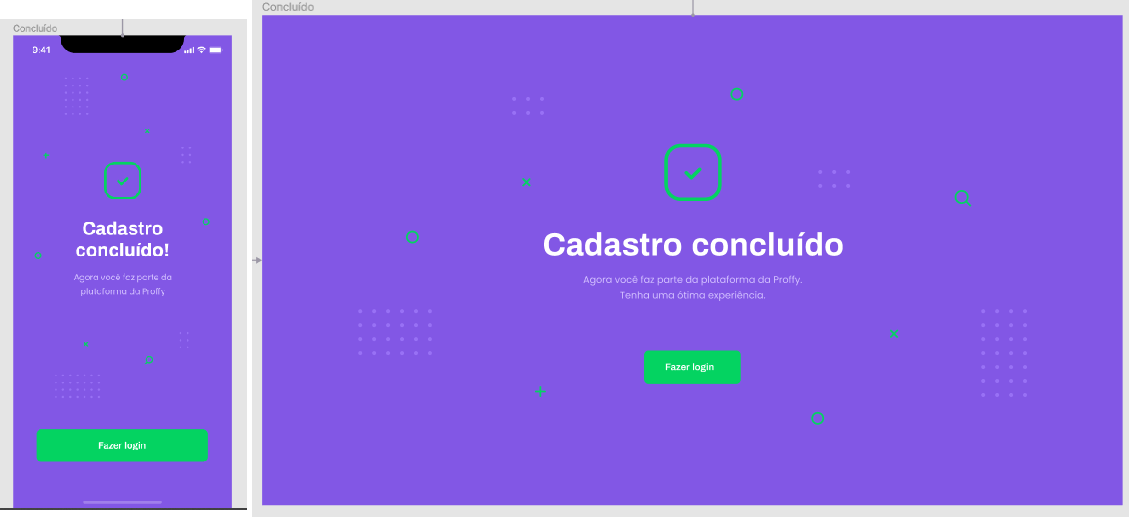 Concluído
9:41
Cadastro
concluído!
Agora você faz parte da
plataforma da Proffy
Fazer login
Concluído
Cadastro concluído
Agora você faz parte da plataforma da Proffy.
Tenha uma ótima experiência.
Fazer login